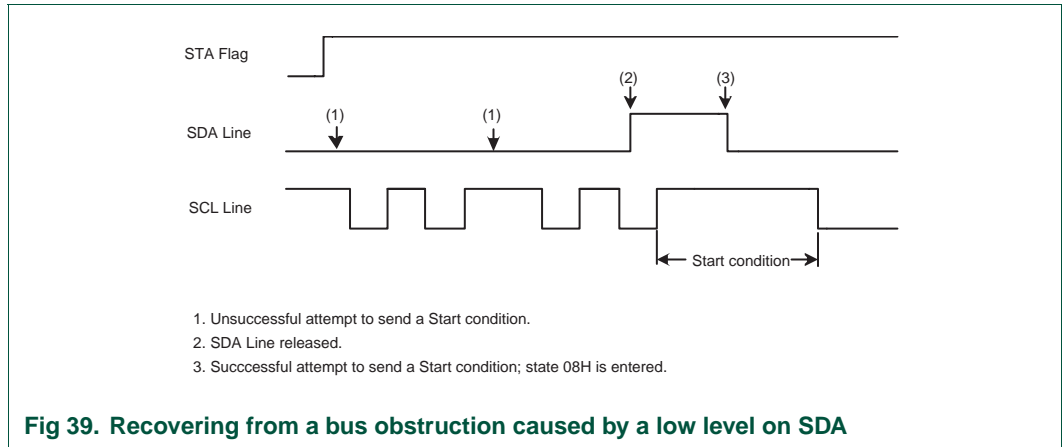 STA Flag
(2)
(3)
(1)
(1)
SDA Line
SCL Line
Start condition
1. Unsuccessful attempt to send a Start condition.
2. SDA Line released.
3. Succcessful attempt to send a Start condition; state 08H is entered.
Fig 39. Recovering from a bus obstruction caused by a low level on SDA